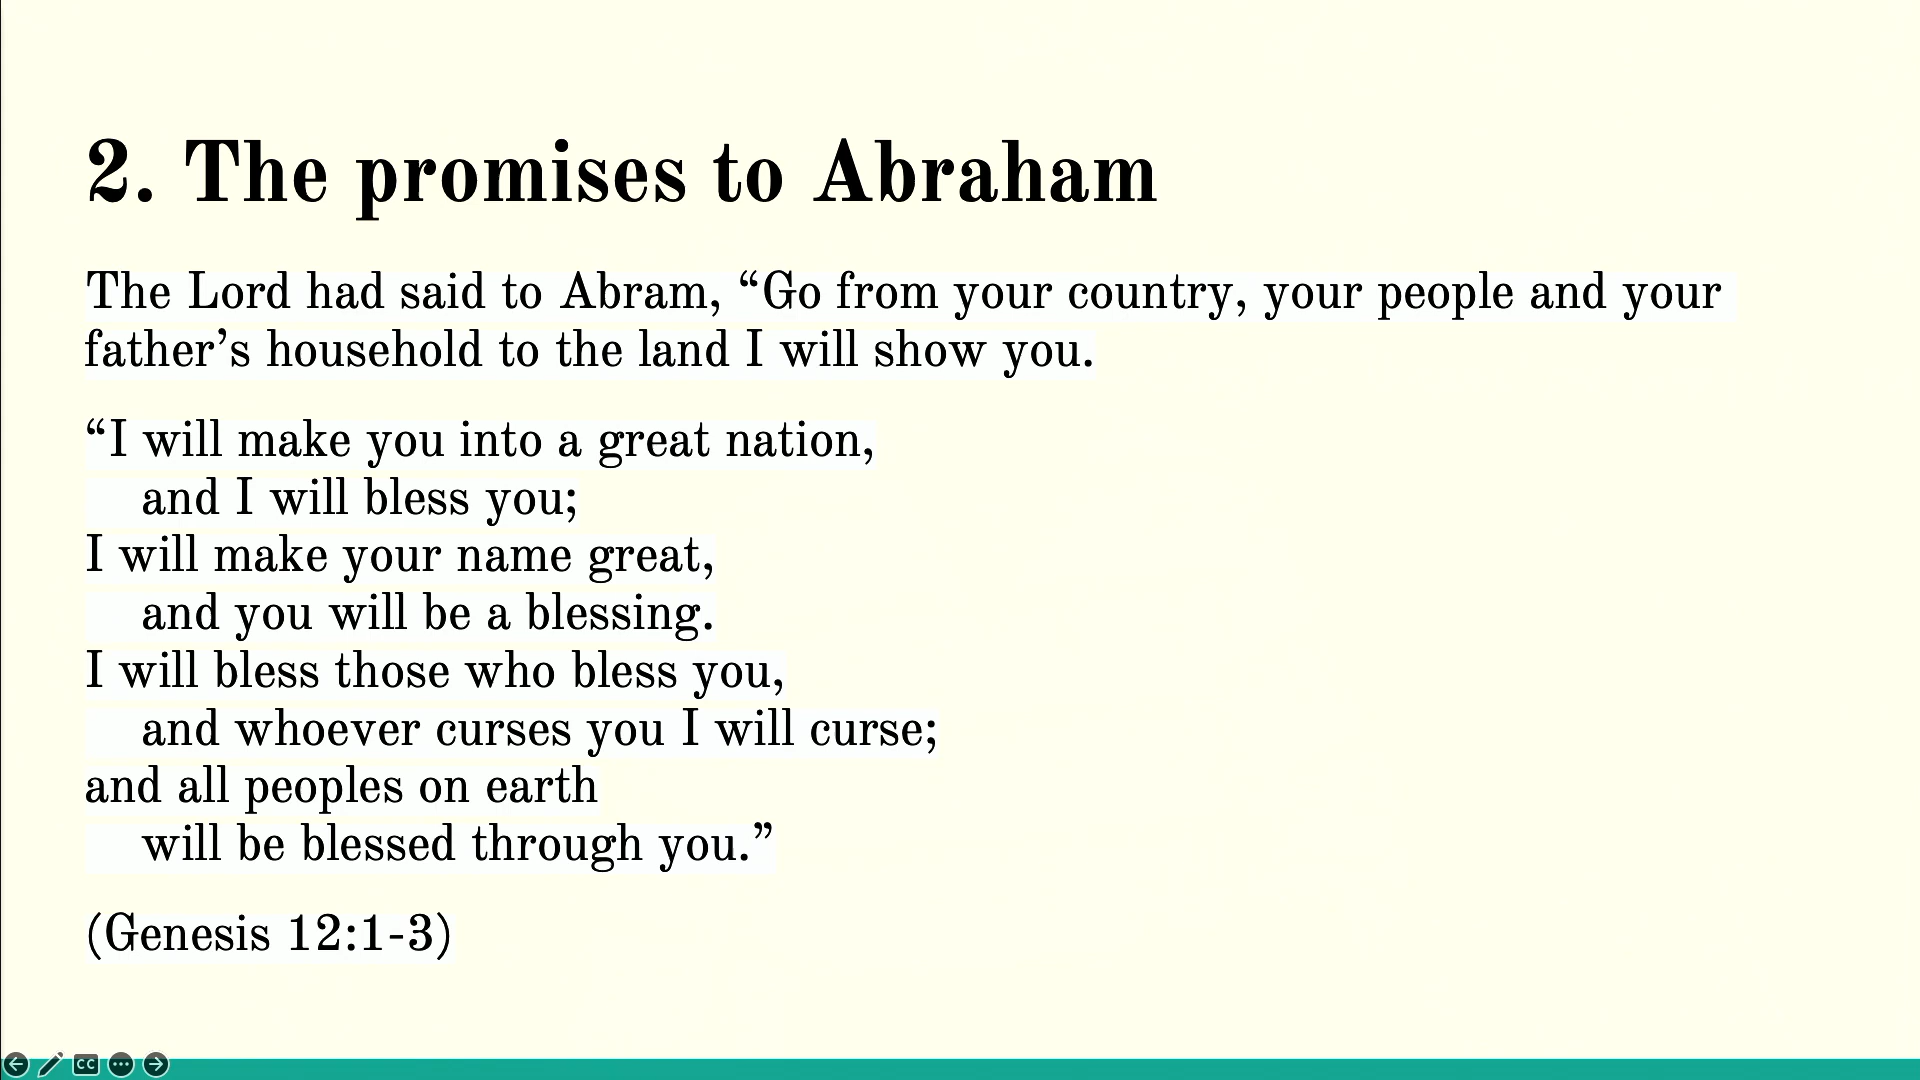 2. The promises to Abraham
The Lord had said to Abram, “Go from your country, your people and your
father’s household to the land I will show you.
“I will make you into a great nation,
and I will bless you;
I will make your name great,
and you will be a blessing.
I will bless those who bless you,
and whoever curses you I will curse;
and all peoples on earth
will be blessed through you.”
(Genesis 12:1-3)
CC